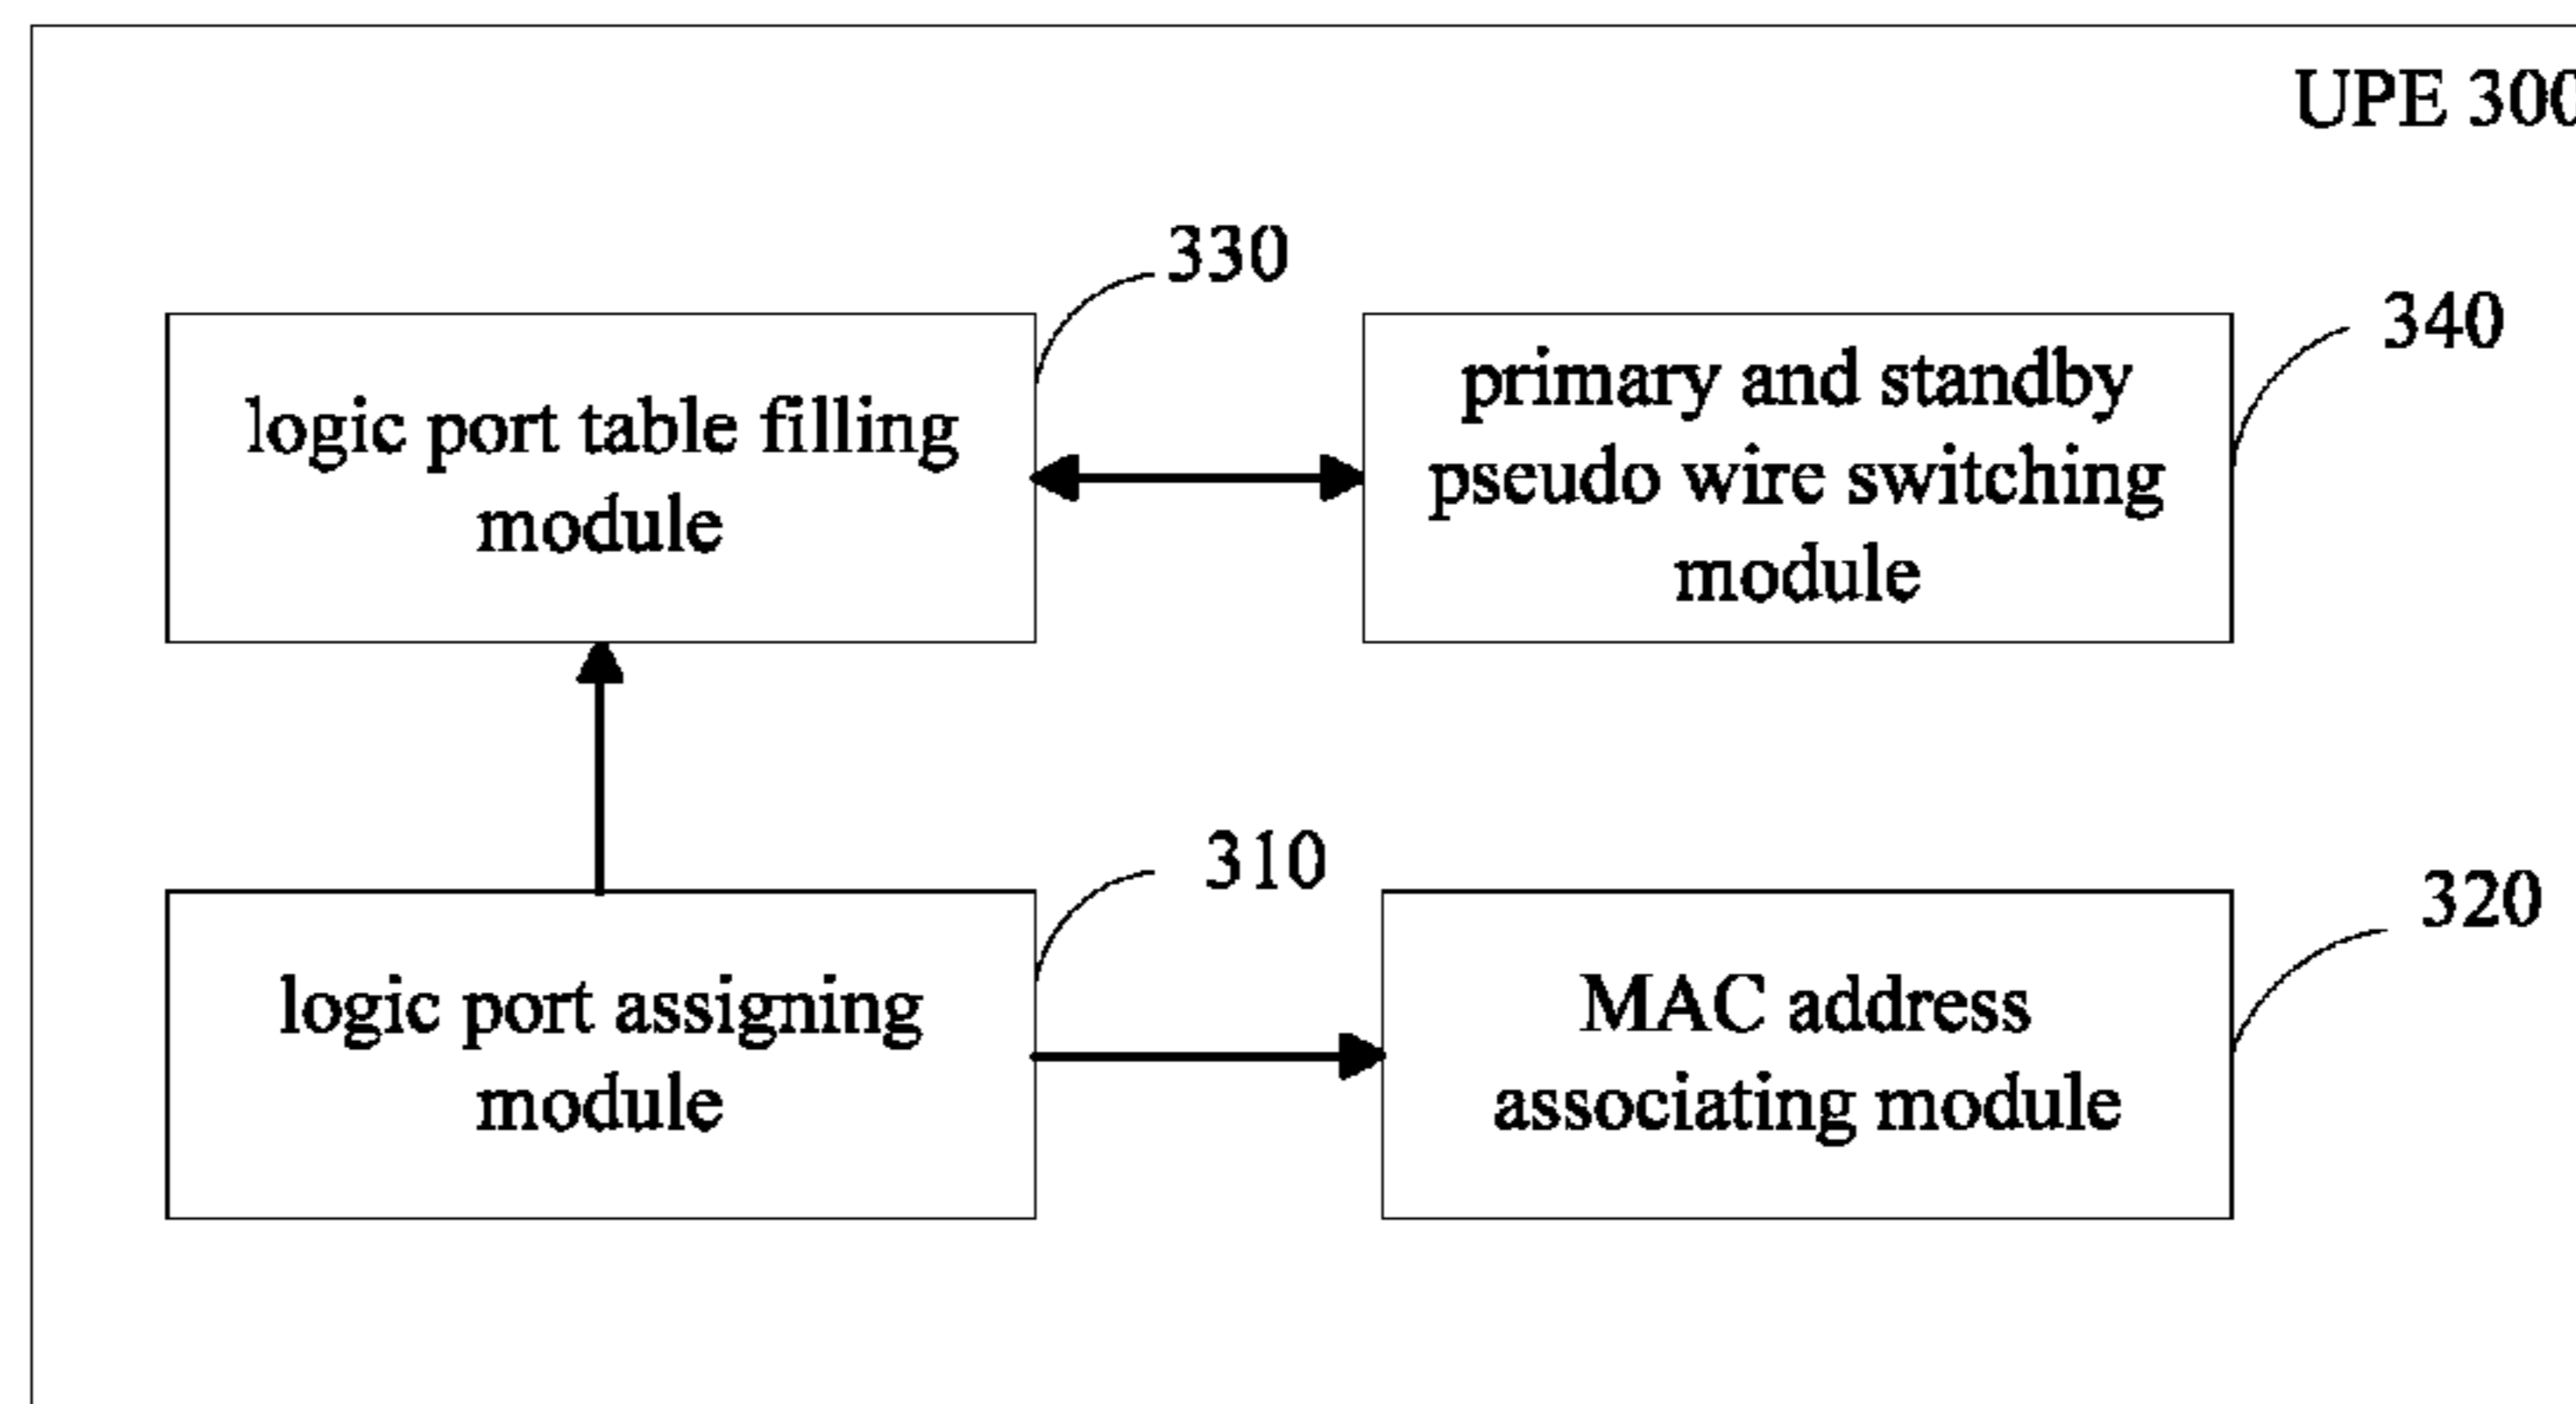 UPE 300
330
340
logic port table filling
module
primary and standby
pseudo wire switching
module
310
320
logic port assigning
module
MAC address
associating module